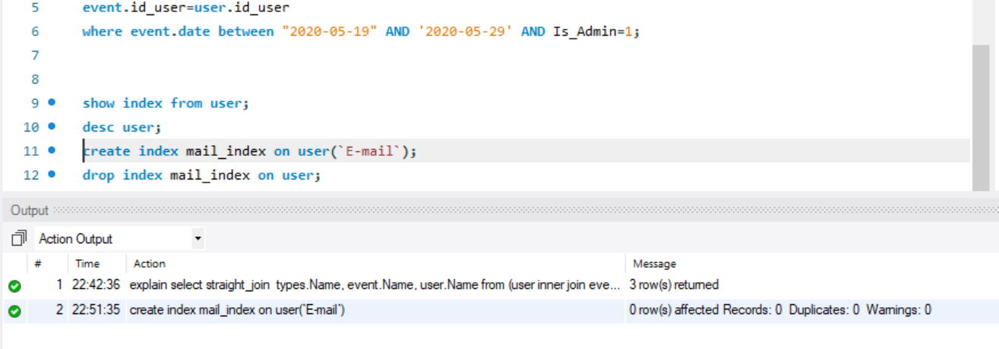 5 event.id_user=user.id_user
6 where event.date between "2020-05-19" AND '2020-05-29' AND Is_Admin=1;
7
8
9 show index from user;
10 desc user;
11 create index mail_index on user(`E-mail`);
12 drop index mail_index on user;
Output
Action Output
# Time Action Message
1 22:42:36 explain select straight_join types.Name, event.Name, user.Name from (user inner join eve... 3 row(s) returned
2 22:51:35 create index mail_index on user(`E-mail`) 0 row(s) affected Records: 0 Duplicates: 0 Warnings: 0